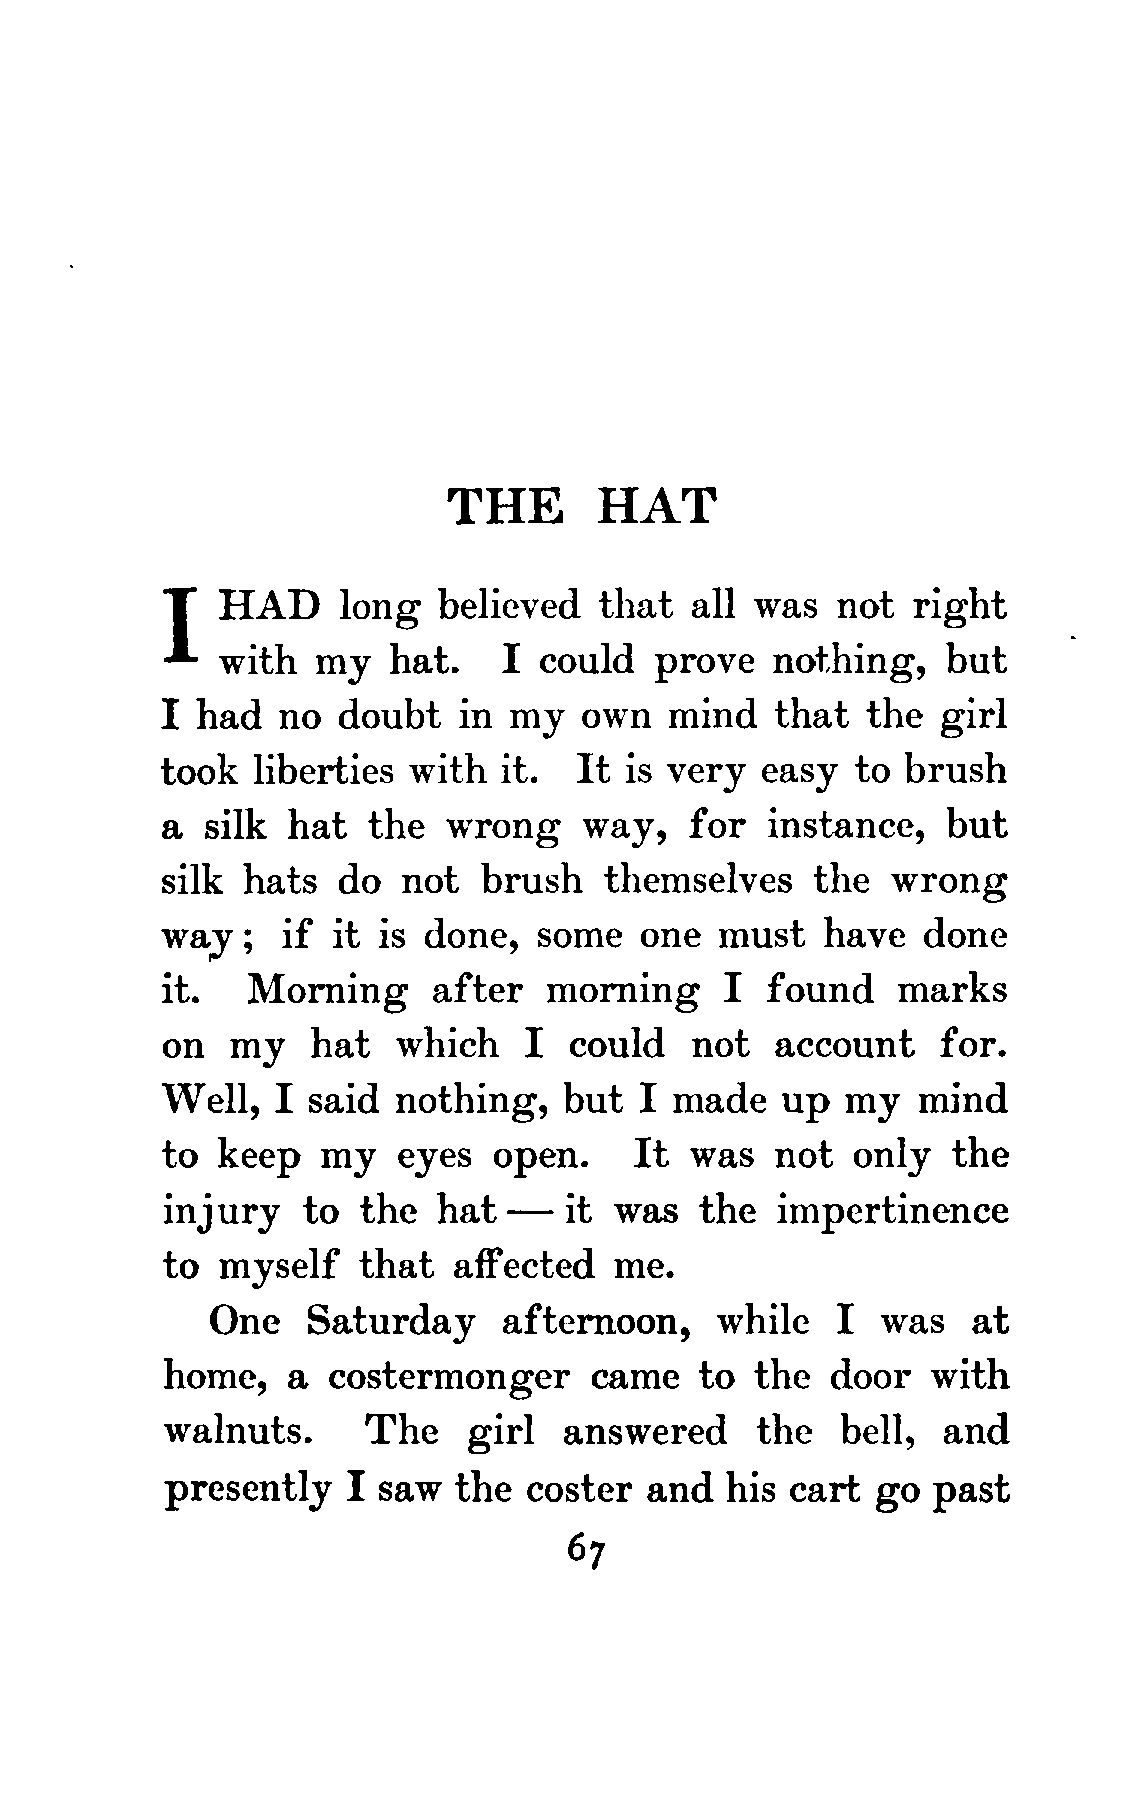 THE HAT
I HAD long believed that all was not right
with my hat. I could prove nothing, but
I had no doubt in my own mind that the girl
took liberties with it. It is very easy to brush
a silk hat the wrong way, for instance, but
silk hats do not brush themselves the wrong
way; if it is done, some one must have done
it. Morning after morning I found marks
on my hat which I could not account for.
Well, I said nothing, but I made up my mind
to keep my eyes open. It was not only the
injury to the hat—it was the impertinence
to myself that affected me.
One Saturday afternoon, while I was at
home, a costermonger came to the door with
walnuts. The girl answered the bell, and
presently I saw the coster and his cart go past
67